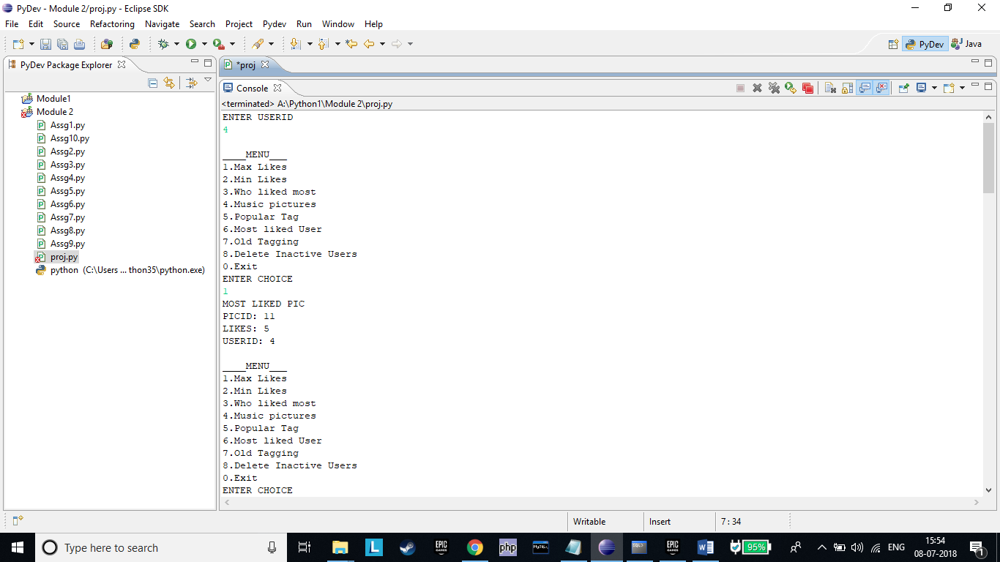 PyDev - Module 2/proj.py - Eclipse SDK
File Edit Source Refactoring Navigate Search Project Pydev Run Window Help
PyDev Java
PyDev Package Explorer
Module1
Module 2
Assg1.py
Assg10.py
Assg2.py
Assg3.py
Assg4.py
Assg5.py
Assg6.py
Assg7.py
Assg8.py
Assg9.py
proj.py
python (C:\Users ... thon35\python.exe)
*proj
Console
<terminated> A:\Python1\Module 2\proj.py
ENTER USERID
4
____MENU___
1.Max Likes
2.Min Likes
3.Who liked most
4.Music pictures
5.Popular Tag
6.Most liked User
7.Old Tagging
8.Delete Inactive Users
0.Exit
ENTER CHOICE
1
MOST LIKED PIC
PICID: 11
LIKES: 5
USERID: 4
____MENU___
1.Max Likes
2.Min Likes
3.Who liked most
4.Music pictures
5.Popular Tag
6.Most liked User
7.Old Tagging
8.Delete Inactive Users
0.Exit
ENTER CHOICE
Writable Insert 7 : 34
Type here to search
L EPIC GAMES php MySQL SQL> EPIC GAMES W 95% ENG
15:54
08-07-2018
1